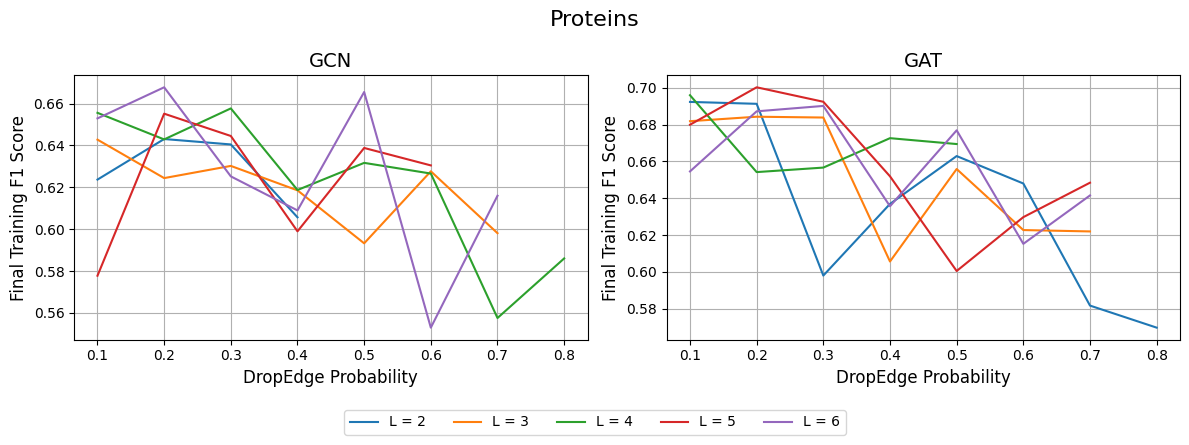 Proteins
GCN
Final Training F1 Score
0.66
0.64
0.62
0.60
0.58
0.56
0.1 0.2 0.3 0.4 0.5 0.6 0.7 0.8
DropEdge Probability
GAT
Final Training F1 Score
0.70
0.68
0.66
0.64
0.62
0.60
0.58
0.1 0.2 0.3 0.4 0.5 0.6 0.7 0.8
DropEdge Probability
L = 2 L = 3 L = 4 L = 5 L = 6